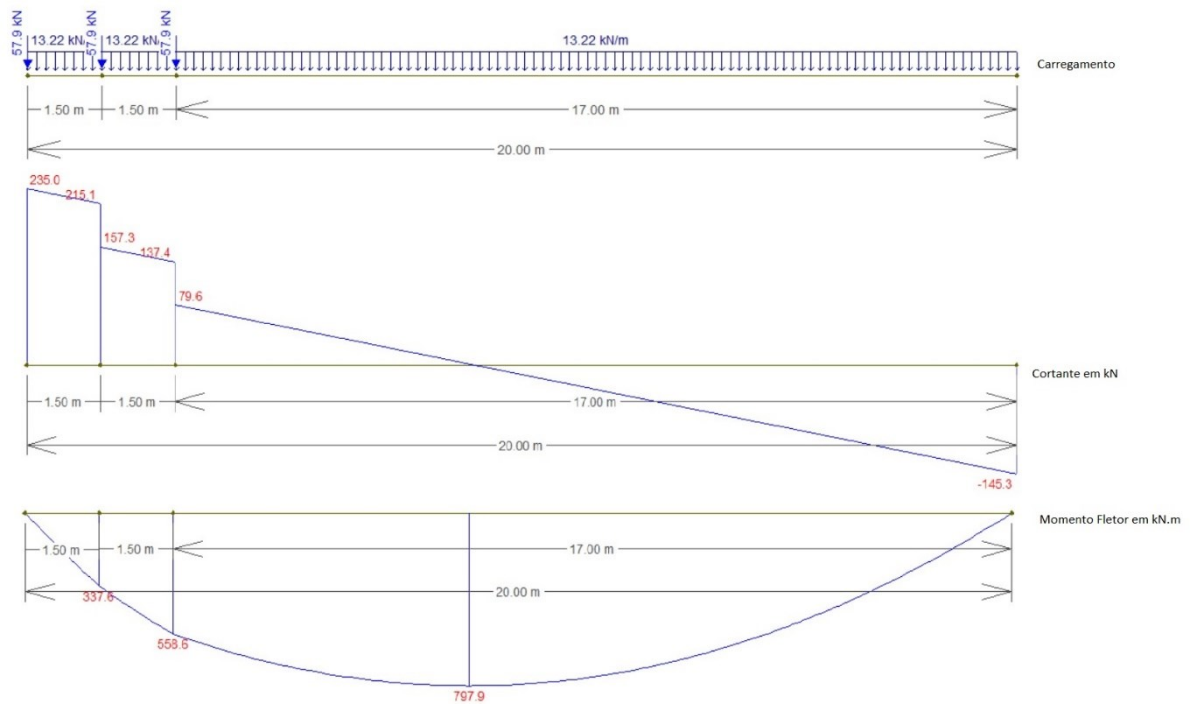 57.9 kN
13.22 kN/
57.9 kN
13.22 kN/
57.9 kN
13.22 kN/m
Carregamento
1.50 m
1.50 m
17.00 m
20.00 m
235.0
215.1
157.3
137.4
79.6
Cortante em kN
1.50 m
1.50 m
17.00 m
20.00 m
-145.3
Momento Fletor em kN.m
1.50 m
1.50 m
17.00 m
20.00 m
337.6
558.6
797.9